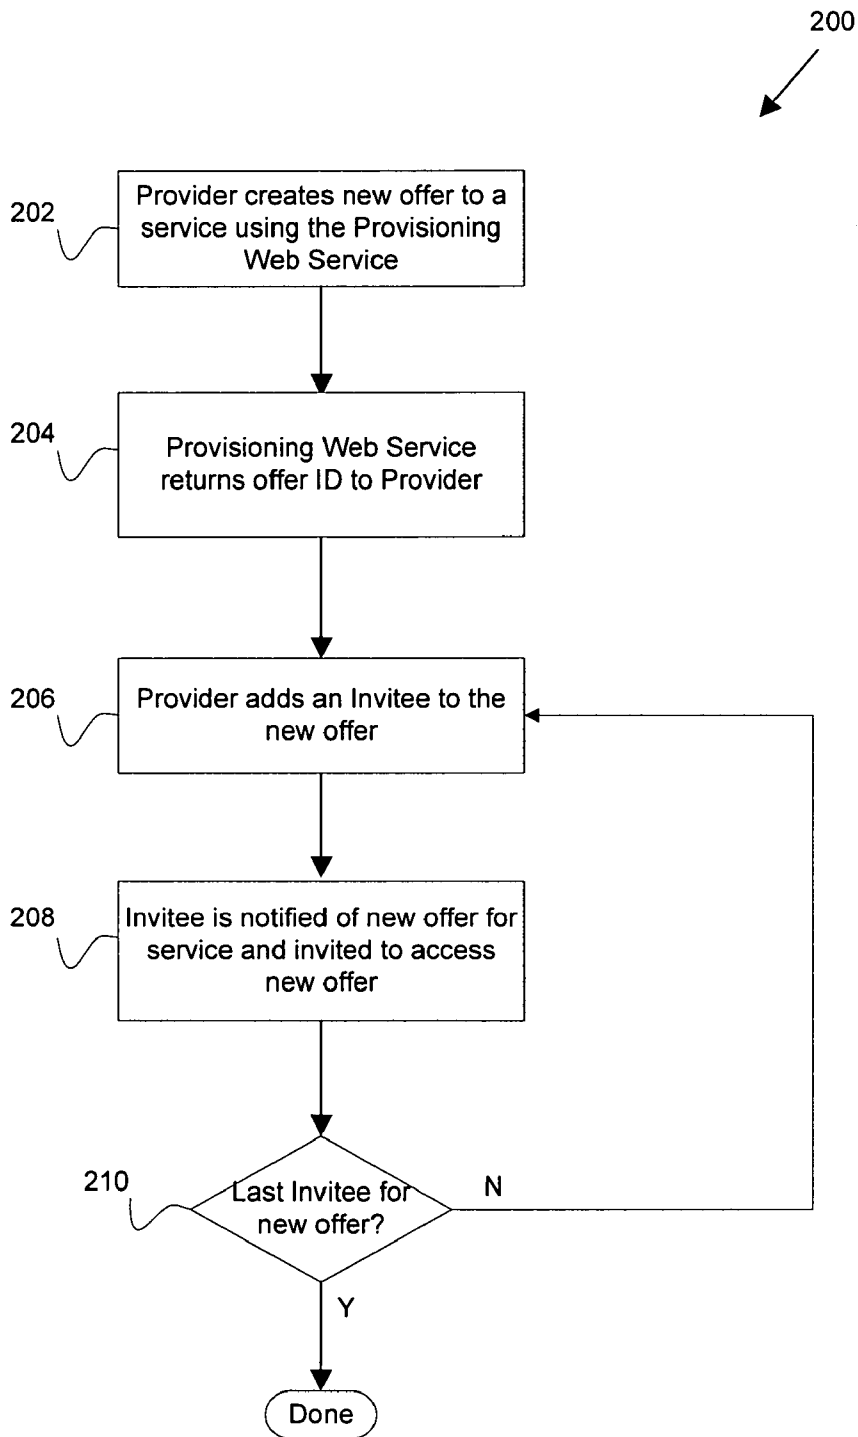 200
202
Provider creates new offer to a
service using the Provisioning
Web Service
204
Provisioning Web Service
returns offer ID to Provider
206
Provider adds an Invitee to the
new offer
208
Invitee is notified of new offer for
service and invited to access
new offer
210
Last Invitee for
new offer?
N
Y
Done